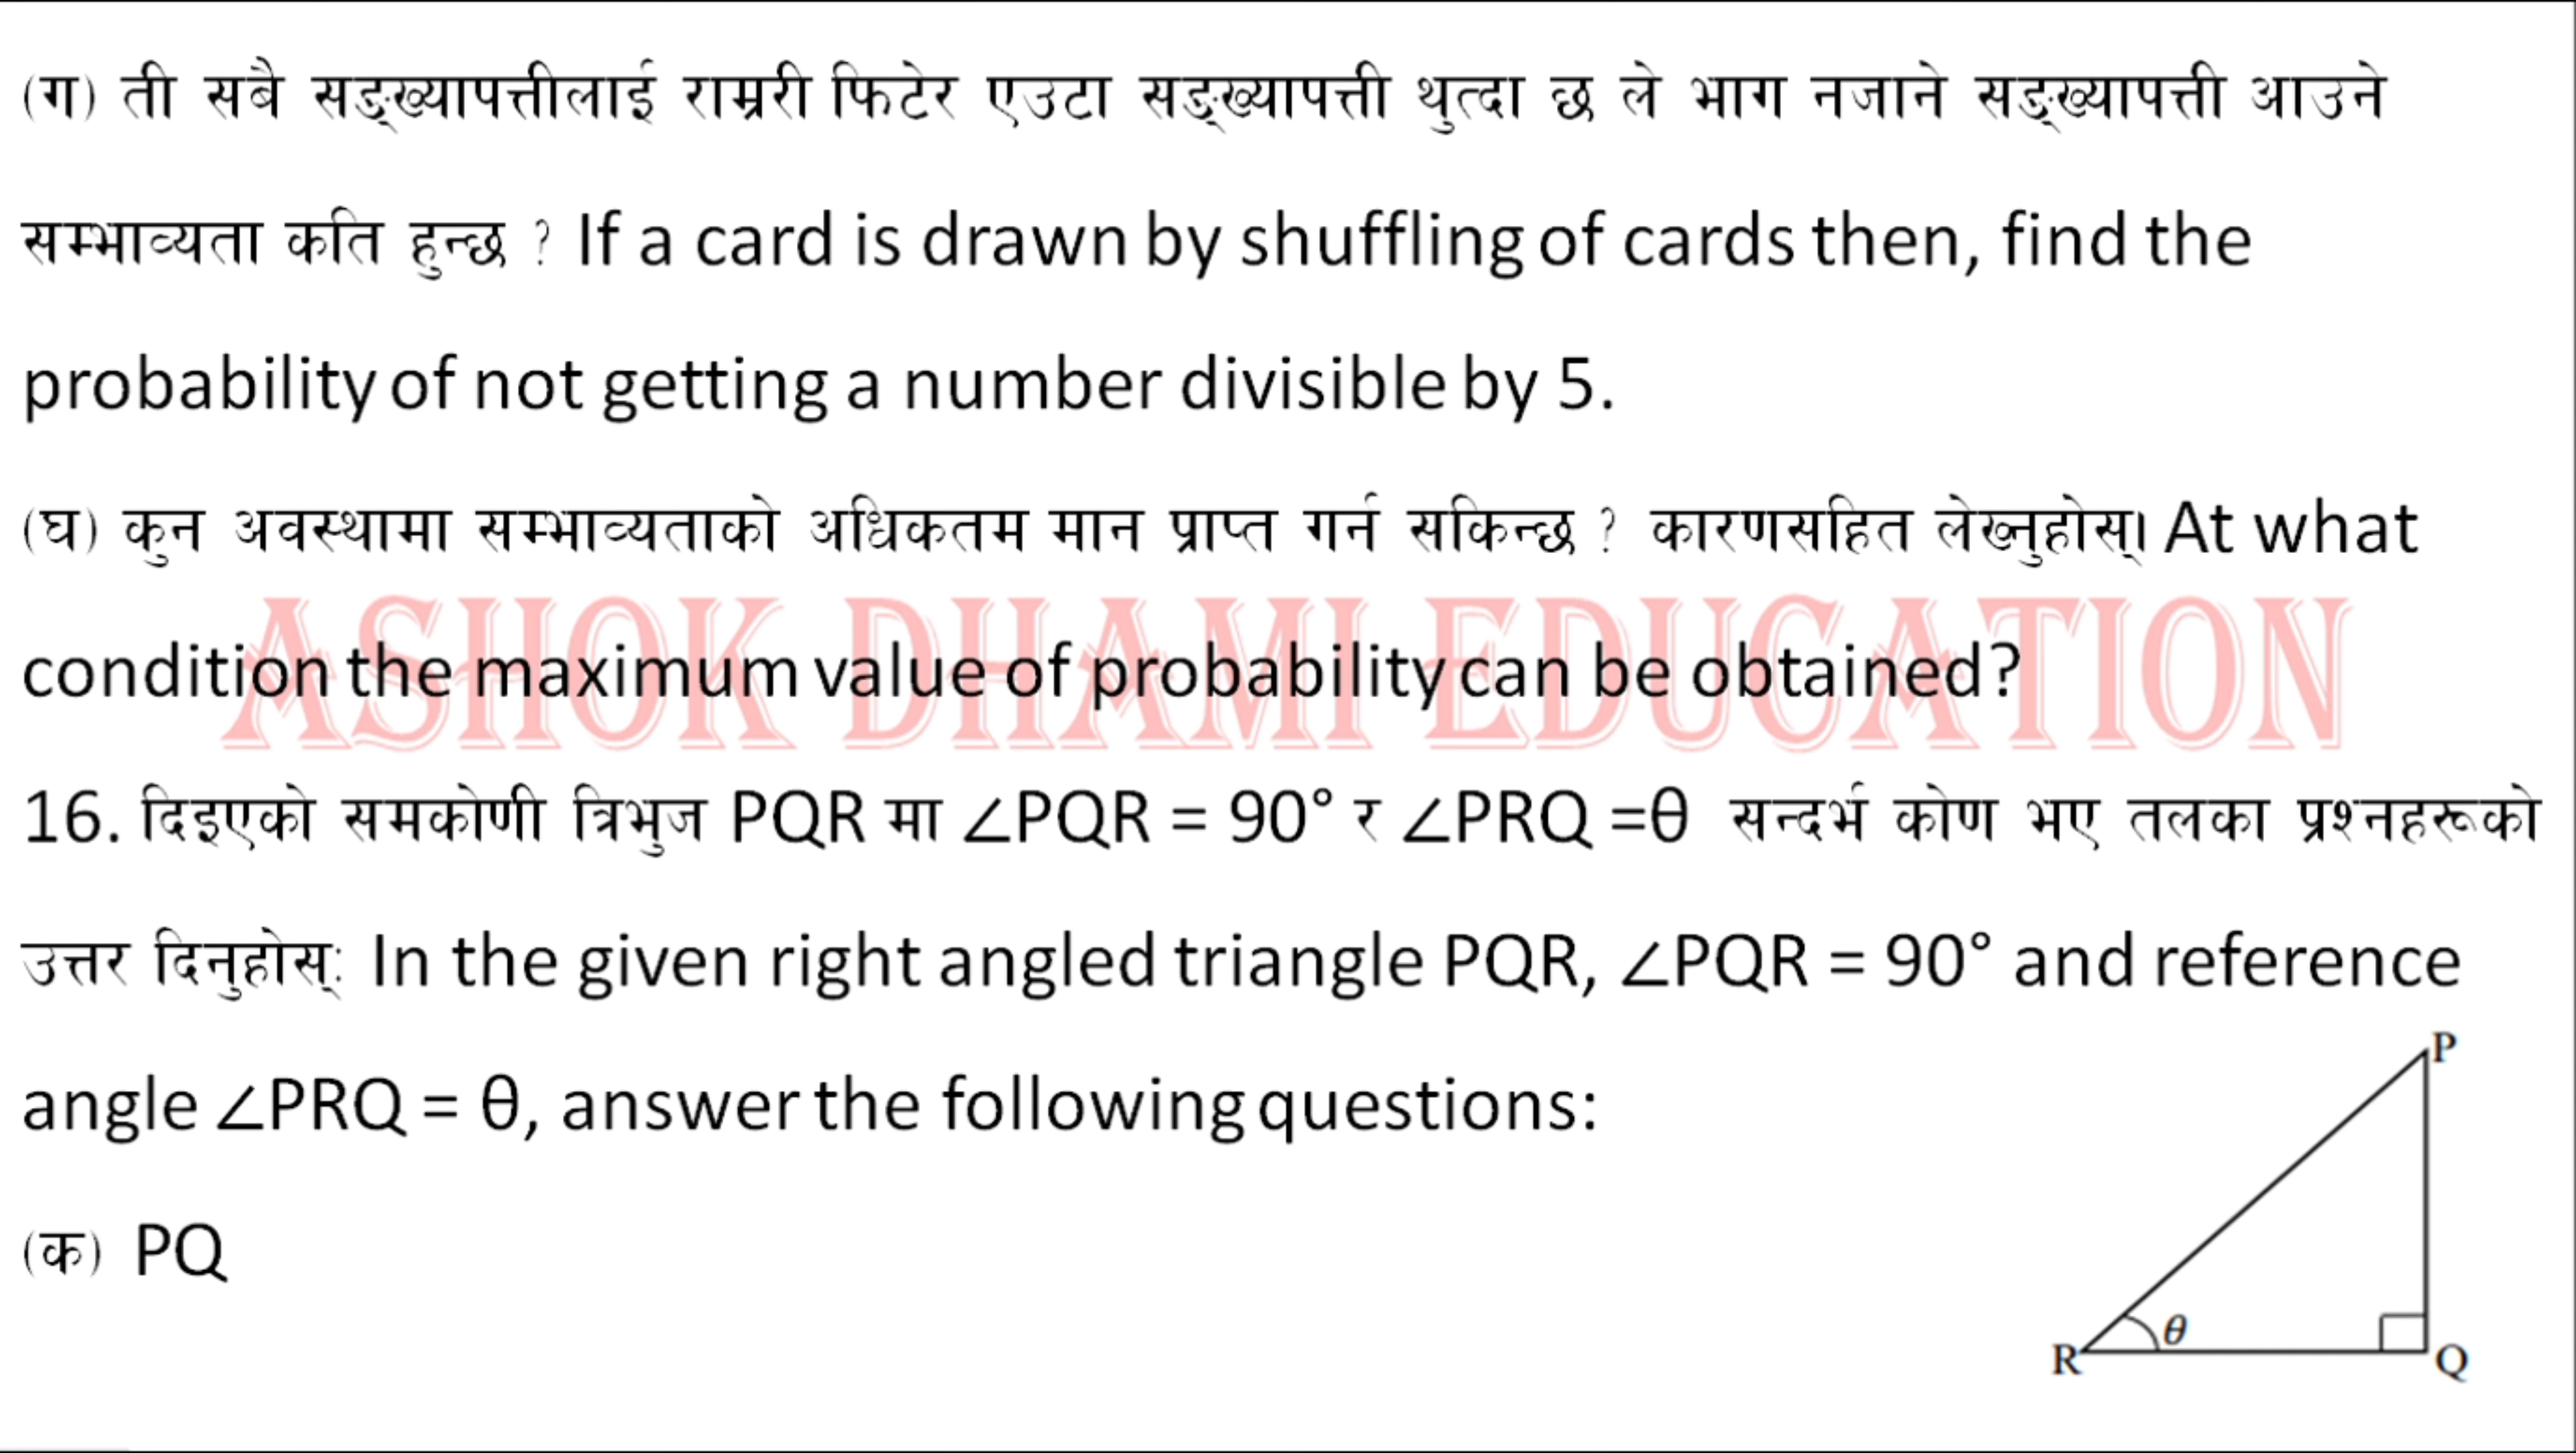 (ग) ती सबै सङ्ख्यापत्तीलाई राम्ररी फिटेर एउटा सङ्ख्यापत्ती थुत्दा छ ले भाग नजाने सङ्ख्यापत्ती आउने
सम्भाव्यता कति हुन्छ ? If a card is drawn by shuffling of cards then, find the
probability of not getting a number divisible by 5.
(घ) कुन अवस्थामा सम्भाव्यताको अधिकतम मान प्राप्त गर्न सकिन्छ ? कारणसहित लेख्नुहोस्। At what
ASHOK DHAMI EDUCATION
condition the maximum value of probability can be obtained?
16. दिइएको समकोणी त्रिभुज PQR मा ∠PQR = 90° र ∠PRQ =θ सन्दर्भ कोण भए तलका प्रश्नहरूको
उत्तर दिनुहोस्: In the given right angled triangle PQR, ∠PQR = 90° and reference
angle ∠PRQ = θ, answer the following questions:
P
(क) PQ
θ
R
Q